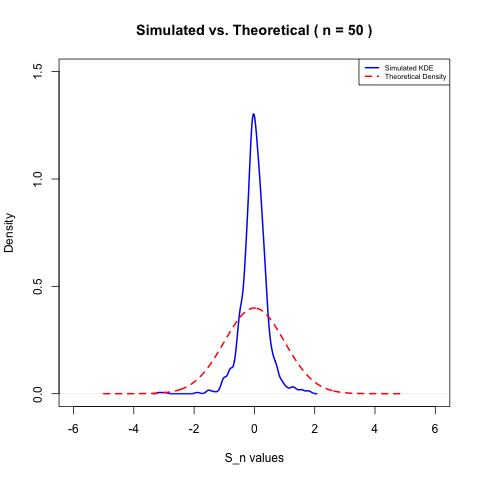 Simulated vs. Theoretical ( n = 50 )
Simulated KDE
Theoretical Density
1.5
1.0
0.5
0.0
Density
-6 -4 -2 0 2 4 6
S_n values